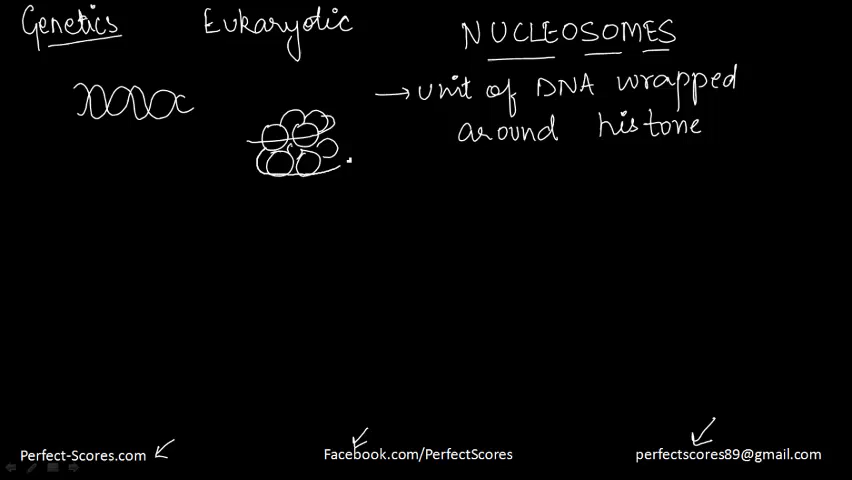 Genetics Eukaryotic NUCLEOSOMES
→ Unit of DNA wrapped
around histone
Perfect-Scores.com Facebook.com/PerfectScores perfectscores89@gmail.com